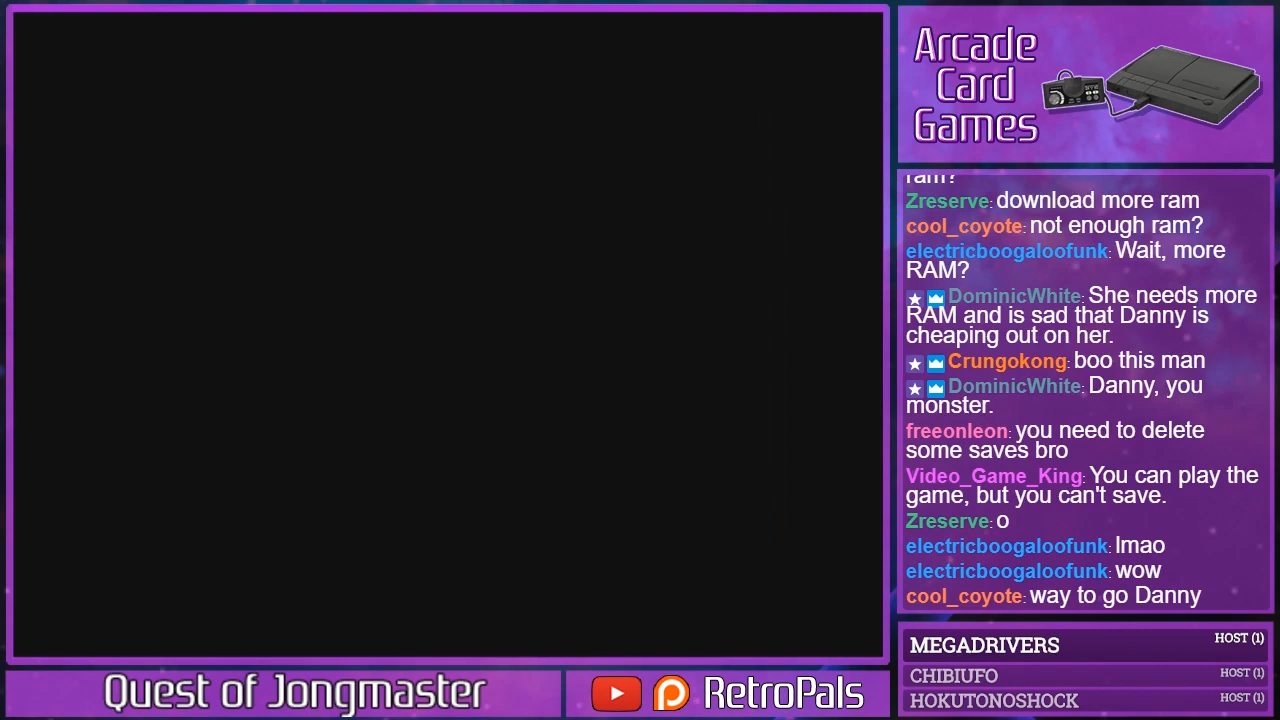 Arcade
Card
Games
ram?
Zreserve: download more ram
cool_coyote: not enough ram?
electricboogaloofunk: Wait, more
RAM?
DominicWhite: She needs more
RAM and is sad that Danny is
cheaping out on her.
Crungokong: boo this man
DominicWhite: Danny, you
monster.
freeonleon: you need to delete
some saves bro
Video_Game_King: You can play the
game, but you can't save.
Zreserve: o
electricboogaloofunk: lmao
electricboogaloofunk: wow
cool_coyote: way to go Danny
MEGADRIVERS HOST (1)
CHIBIUFO HOST (1)
HOKUTONOSHOCK HOST (1)
Quest of Jongmaster
RetroPals